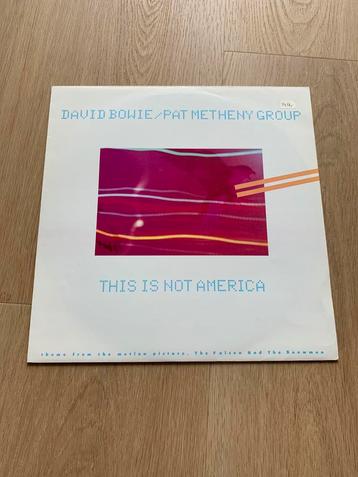 DAVID BOWIE/PAT METHENY GROUP
THIS IS NOT AMERICA
theme from the motion picture, The Falcon And The Snowman